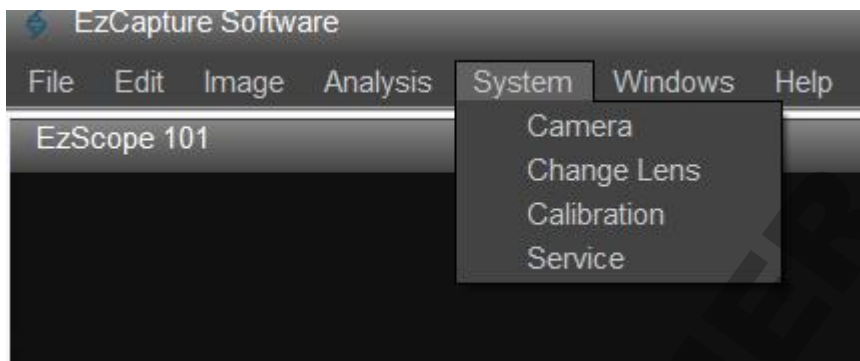 EzCapture Software
File Edit Image Analysis System Windows Help
EzScope 101
Camera
Change Lens
Calibration
Service